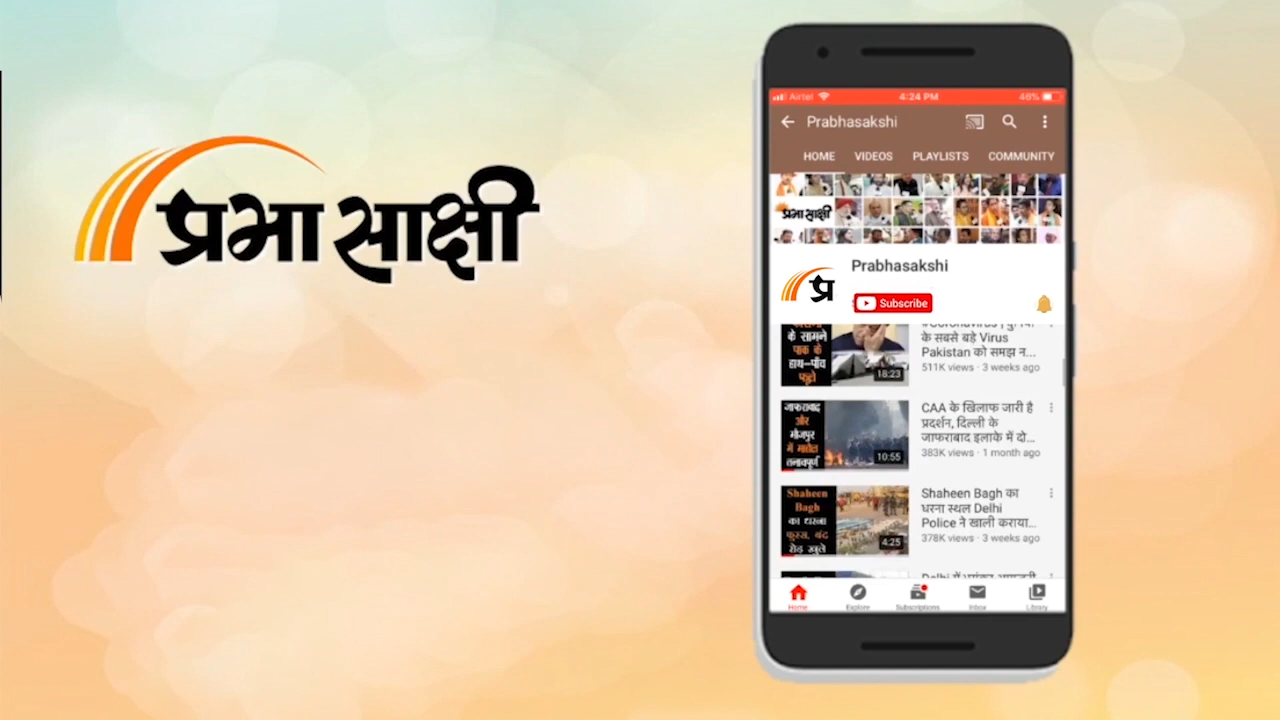 प्रभासाक्षी
Airtel 4:24 PM 46%
Prabhasakshi
HOME VIDEOS PLAYLISTS COMMUNITY
प्रभासाक्षी
Prabhasakshi
प्र
Subscribe
के सामने
पाक के
हाथ-पाँव
फूले
18:23
के सबसे बड़े Virus
Pakistan को समझ न...
511K views · 3 weeks ago
जाफराबाद
और
मौजपुर
में माहौल
तनावपूर्ण
10:55
CAA के खिलाफ जारी है
प्रदर्शन, दिल्ली के
जाफराबाद इलाके में दो...
383K views · 1 month ago
Shaheen
Bagh
का धरना
फुस्स, बंद
रोड खुले
4:25
Shaheen Bagh का
धरना स्थल Delhi
Police ने खाली कराया...
378K views · 3 weeks ago
Home Explore Subscriptions Inbox Library